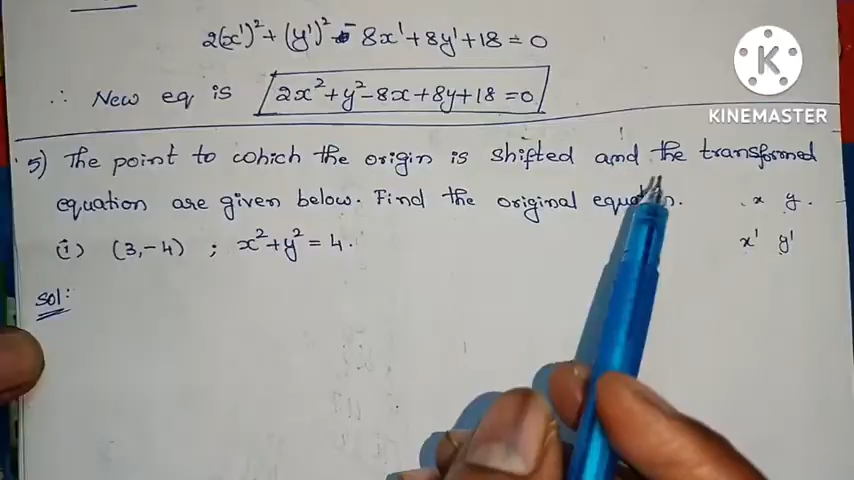 2(x')² + (y')² - 8x' + 8y' + 18 = 0
∴ New eq is 2x²+y²-8x+8y+18=0
K
KINEMASTER
5) The point to which the origin is shifted and the transformed
equation are given below. Find the original
x y.
(i) (3,-4) ; x²+y²=4.
x' y'
Sol: